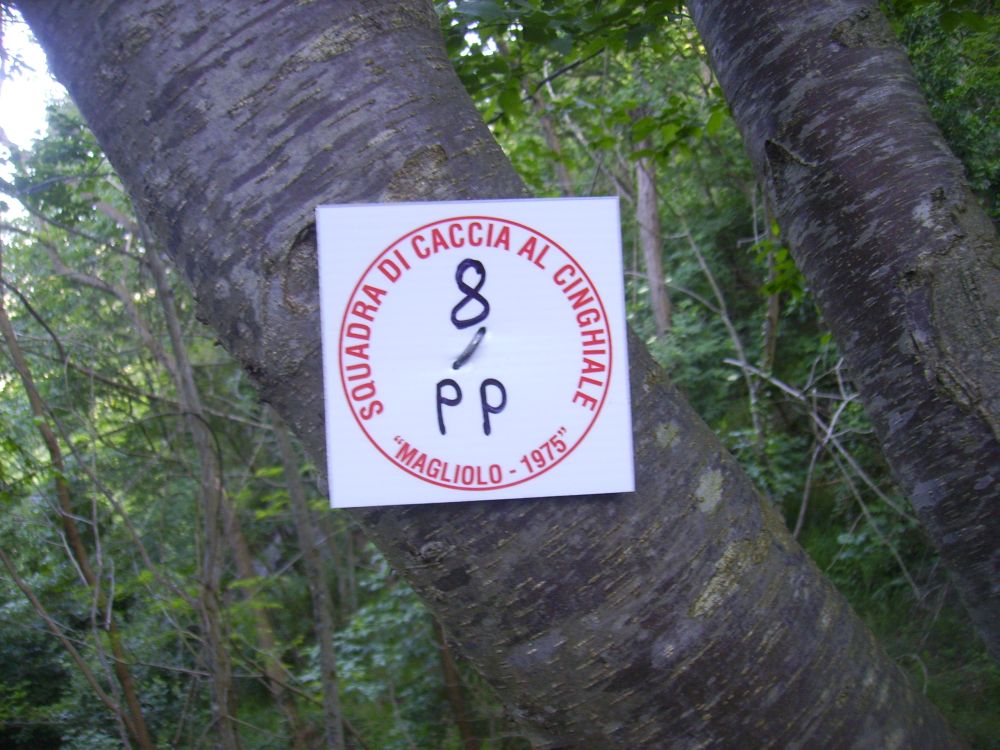 SQUADRA DI CACCIA AL CINGHIALE
8
PP
"MAGLIOLO - 1975"